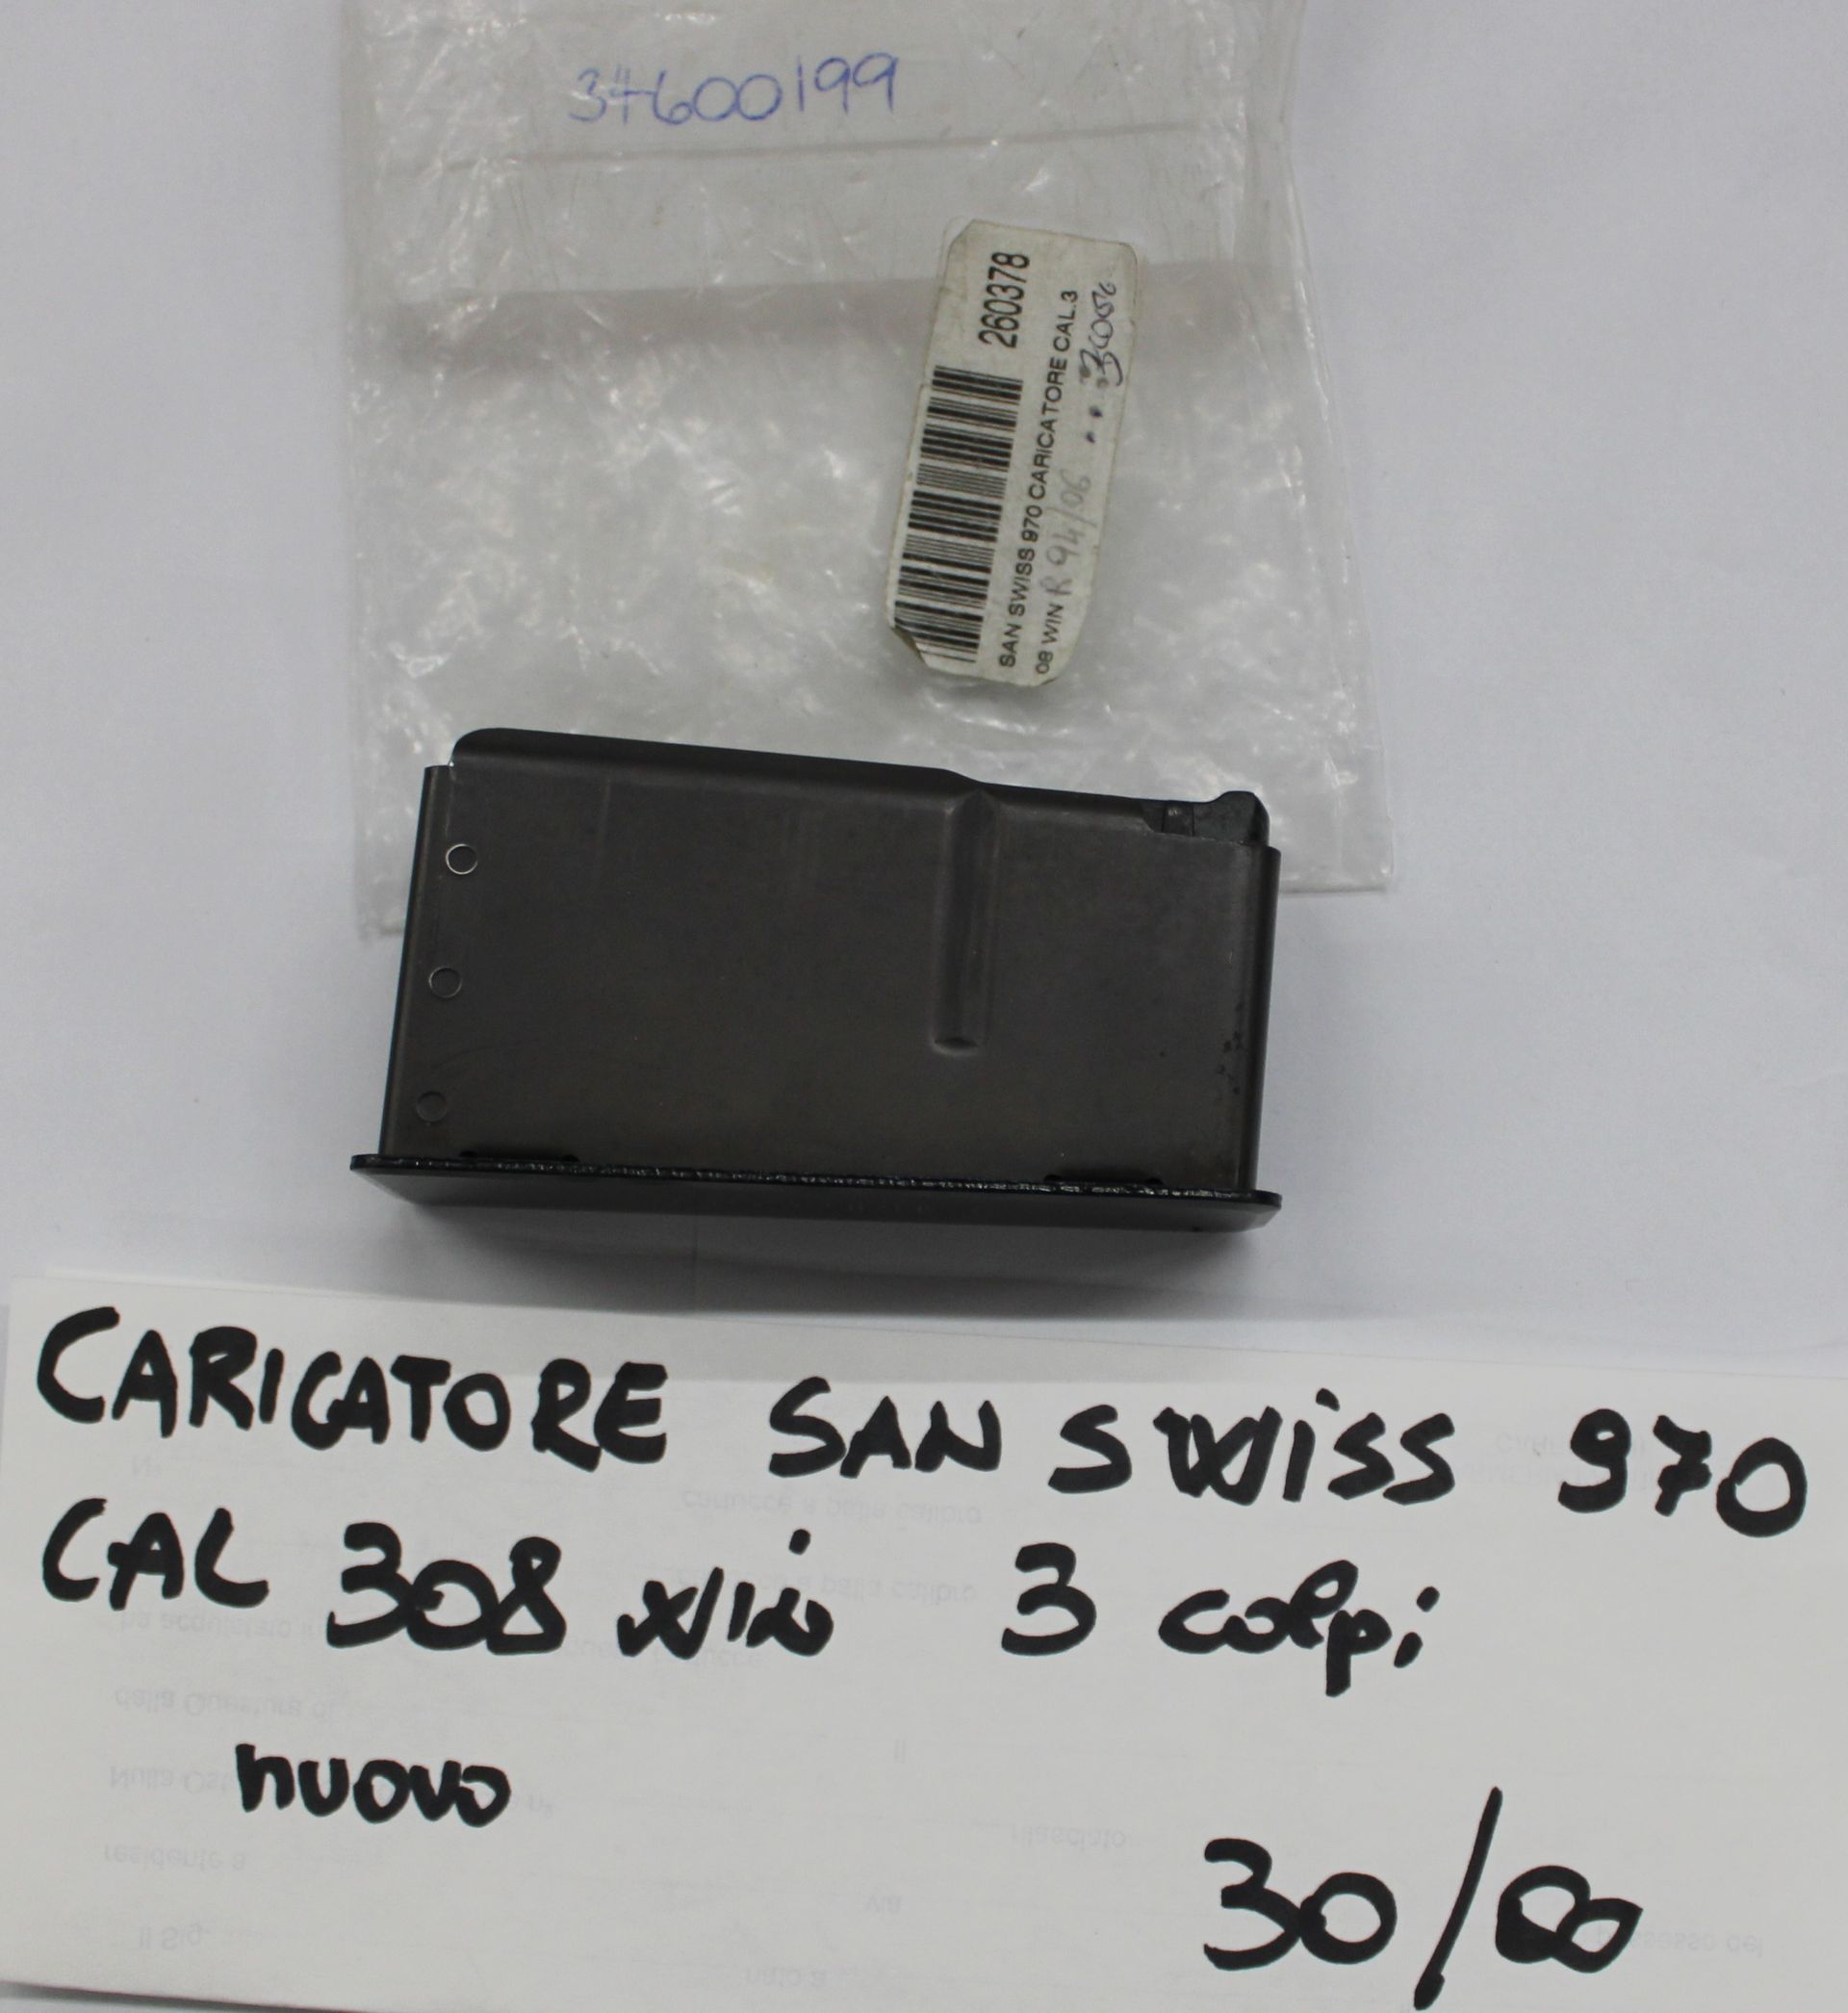 34600199
260378
SAN SWISS 970 CARICATORE CAL.3
08 WIN R 94/06
CARICATORE SAN SWISS 970
CAL 308 win 3 colpi
nuovo
30/00